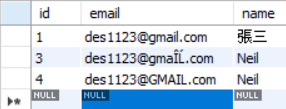 id email name
1 des1123@gmail.com 張三
3 des1123@gmaÎĹ.com Neil
4 des1123@GMAIL.com Neil
NULL NULL NULL